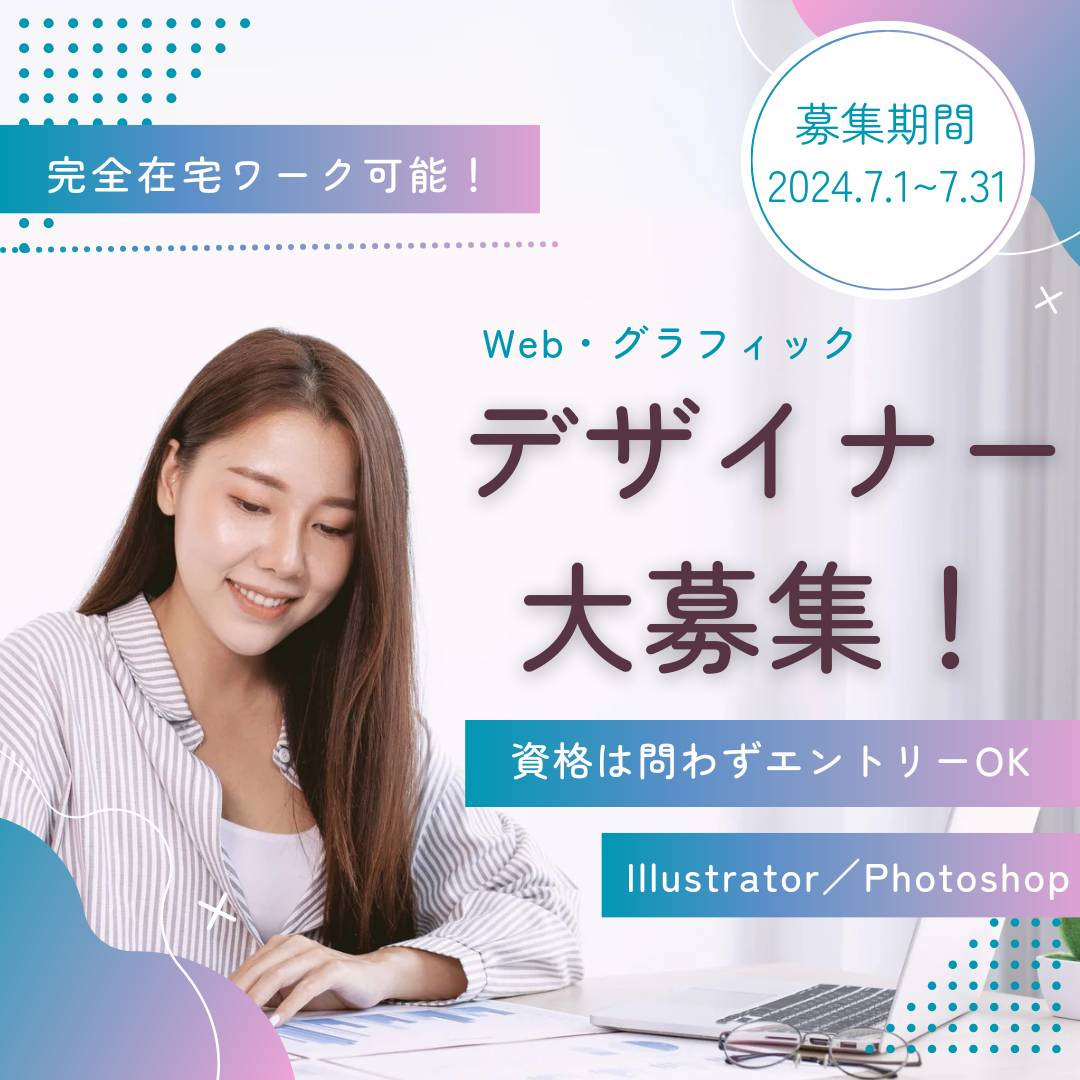 完全在宅ワーク可能！
募集期間
2024.7.1~7.31
Web・グラフィック
デザイナー
大募集！
資格は問わずエントリーOK
Illustrator／Photoshop